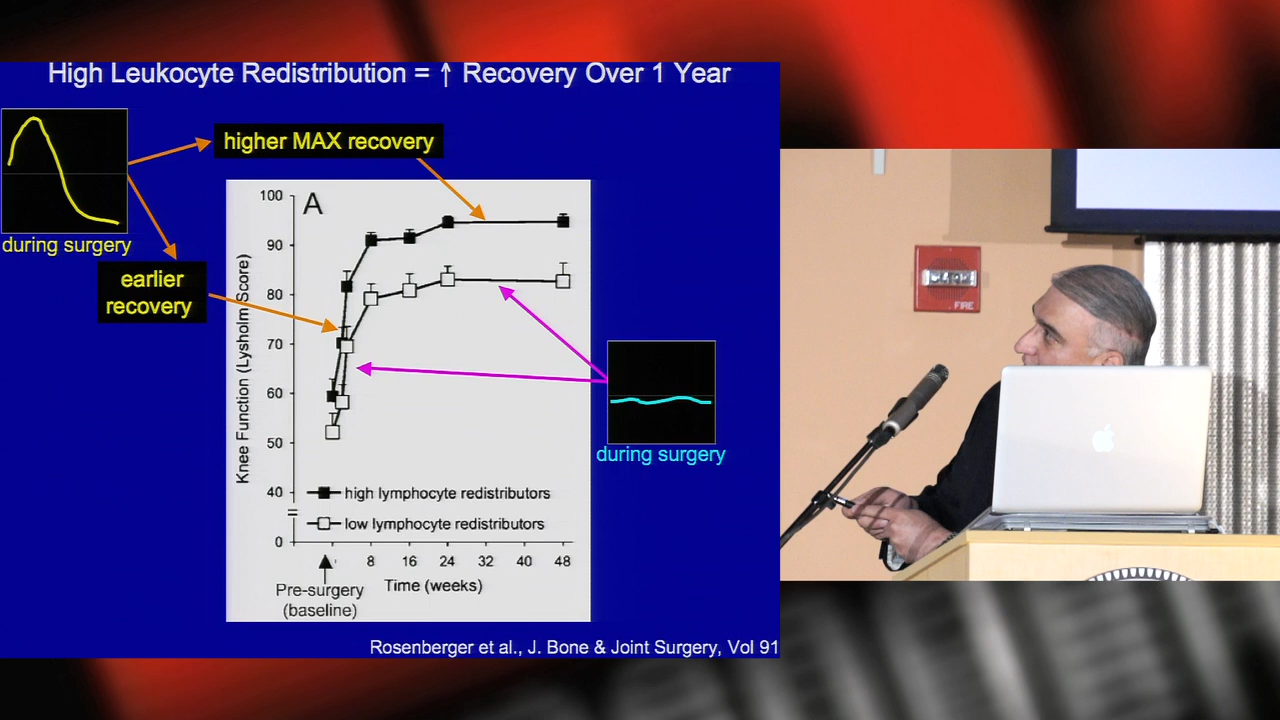 High Leukocyte Redistribution = ↑ Recovery Over 1 Year
higher MAX recovery
during surgery
earlier
recovery
A
Knee Function (Lysholm Score)
100
90
80
70
60
50
40
0
high lymphocyte redistributors
low lymphocyte redistributors
8 16 24 32 40 48
Time (weeks)
Pre-surgery
(baseline)
during surgery
Rosenberger et al., J. Bone & Joint Surgery, Vol 91
FIRE